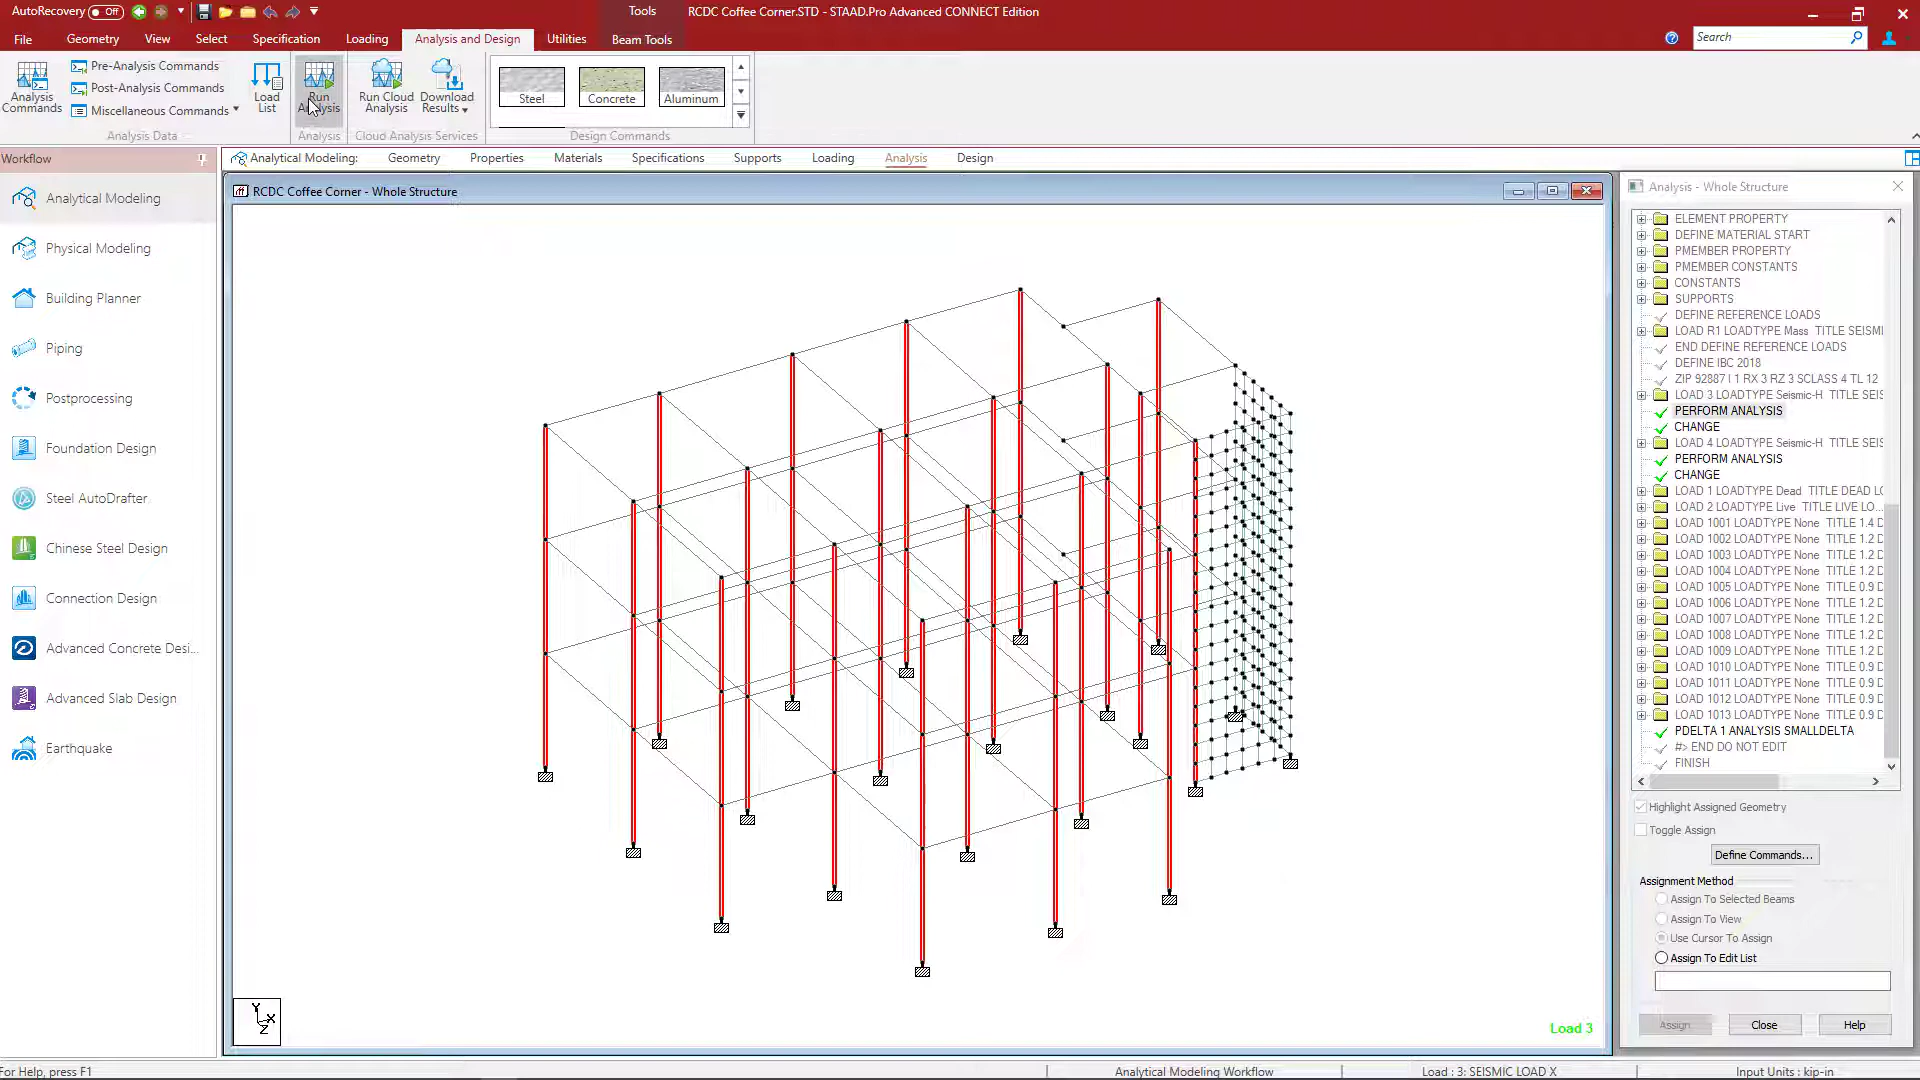 AutoRecovery Off
Tools
RCDC Coffee Corner.STD - STAAD.Pro Advanced CONNECT Edition
File Geometry View Select Specification Loading Analysis and Design Utilities Beam Tools
Search
Analysis Commands
Pre-Analysis Commands
Post-Analysis Commands
Miscellaneous Commands
Load List
Run Analysis
Run Cloud Analysis
Download Results
Steel
Concrete
Aluminum
Analysis Data
Analysis
Cloud Analysis Services
Design Commands
Workflow
Analytical Modeling: Geometry Properties Materials Specifications Supports Loading Analysis Design
RCDC Coffee Corner - Whole Structure
Analytical Modeling
Physical Modeling
Building Planner
Piping
Postprocessing
Foundation Design
Steel AutoDrafter
Chinese Steel Design
Connection Design
Advanced Concrete Desi...
Advanced Slab Design
Earthquake
Y
X
Z
Load 3
Analysis - Whole Structure
ELEMENT PROPERTY
DEFINE MATERIAL START
PMEMBER PROPERTY
PMEMBER CONSTANTS
CONSTANTS
SUPPORTS
DEFINE REFERENCE LOADS
LOAD R1 LOADTYPE Mass TITLE SEISMI
END DEFINE REFERENCE LOADS
DEFINE IBC 2018
ZIP 92887 I 1 RX 3 RZ 3 SCLASS 4 TL 12
LOAD 3 LOADTYPE Seismic-H TITLE SEIS
PERFORM ANALYSIS
CHANGE
LOAD 4 LOADTYPE Seismic-H TITLE SEIS
PERFORM ANALYSIS
CHANGE
LOAD 1 LOADTYPE Dead TITLE DEAD LO
LOAD 2 LOADTYPE Live TITLE LIVE LO...
LOAD 1001 LOADTYPE None TITLE 1.4 D
LOAD 1002 LOADTYPE None TITLE 1.2 D
LOAD 1003 LOADTYPE None TITLE 1.2 D
LOAD 1004 LOADTYPE None TITLE 1.2 D
LOAD 1005 LOADTYPE None TITLE 0.9 D
LOAD 1006 LOADTYPE None TITLE 1.2 D
LOAD 1007 LOADTYPE None TITLE 1.2 D
LOAD 1008 LOADTYPE None TITLE 1.2 D
LOAD 1009 LOADTYPE None TITLE 1.2 D
LOAD 1010 LOADTYPE None TITLE 0.9 D
LOAD 1011 LOADTYPE None TITLE 0.9 D
LOAD 1012 LOADTYPE None TITLE 0.9 D
LOAD 1013 LOADTYPE None TITLE 0.9 D
PDELTA 1 ANALYSIS SMALLDELTA
#> END DO NOT EDIT
FINISH
Highlight Assigned Geometry
Toggle Assign
Define Commands...
Assignment Method
Assign To Selected Beams
Assign To View
Use Cursor To Assign
Assign To Edit List
Assign Close Help
For Help, press F1
Analytical Modeling Workflow
Load : 3: SEISMIC LOAD X
Input Units : kip-in